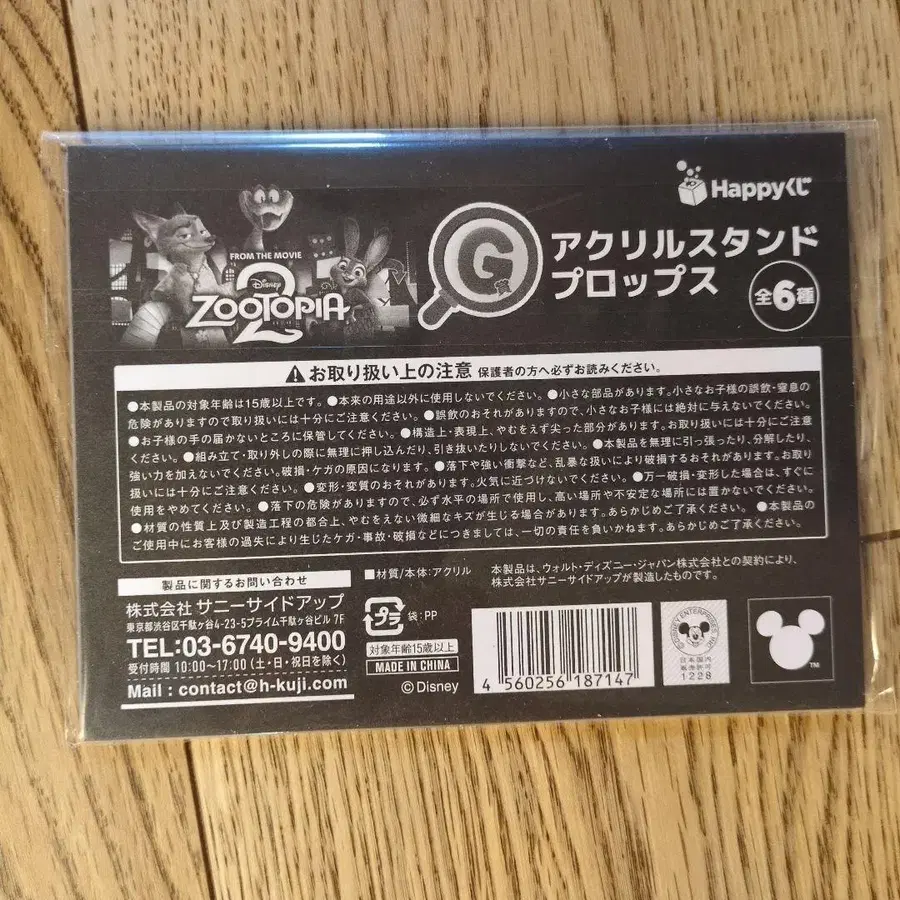 Happyくじ
FROM THE MOVIE
Disney
ZOOTOPIA
2
G
アクリルスタンド
プロップス
全6種
お取り扱い上の注意 保護者の方へ必ずお読みください。
●本製品の対象年齢は15歳以上です。●本来の用途以外に使用しないでください。●小さな部品があります。小さなお子様の誤飲・窒息の
危険がありますので取り扱いには十分にご注意ください。●誤飲のおそれがありますので、小さなお子様には絶対に与えないでください。
●お子様の手の届かないところに保管してください。●構造上・表現上、やむをえず尖った部分があります。お取り扱いには十分にご注意
ください。●組み立て・取り外しの際に無理に押し込んだり、引き抜いたりしないでください。●本製品を無理に引っ張ったり、分解したり、
強い力を加えないでください。破損・ケガの原因になります。●落下や強い衝撃など、乱暴な扱いにより破損するおそれがあります。お取り
扱いには十分にご注意ください。●変形・変質のおそれがあります。火気に近づけないでください。●万一破損・変形した場合は、すぐに
使用をやめてください。●落下の危険がありますので、必ず水平の場所で使用し、高い場所や不安定な場所には置かないでください。
●材質の性質上及び製造工程の都合上、やむをえない微細なキズが生じる場合があります。あらかじめご了承ください。●本製品の
ご使用中にお客様の過失により生じたケガ・事故・破損などにつきましては、一切の責任を負いかねます。あらかじめご了承ください。
製品に関するお問い合わせ
株式会社 サニーサイドアップ
東京都渋谷区千駄ヶ谷4-23-5プライム千駄ヶ谷ビル 7F
TEL:03-6740-9400
受付時間 10:00〜17:00(土・日・祝日を除く)
Mail : contact@h-kuji.com
■材質/本体:アクリル
プラ 袋:PP
対象年齢15歳以上
MADE IN CHINA
©Disney
本製品は、ウォルト・ディズニー・ジャパン株式会社との契約により、
株式会社サニーサイドアップが製造したものです。
4 560256 187147
©DISNEY ENTERPRISES, INC.
日本国内
販売許可
1228
TM